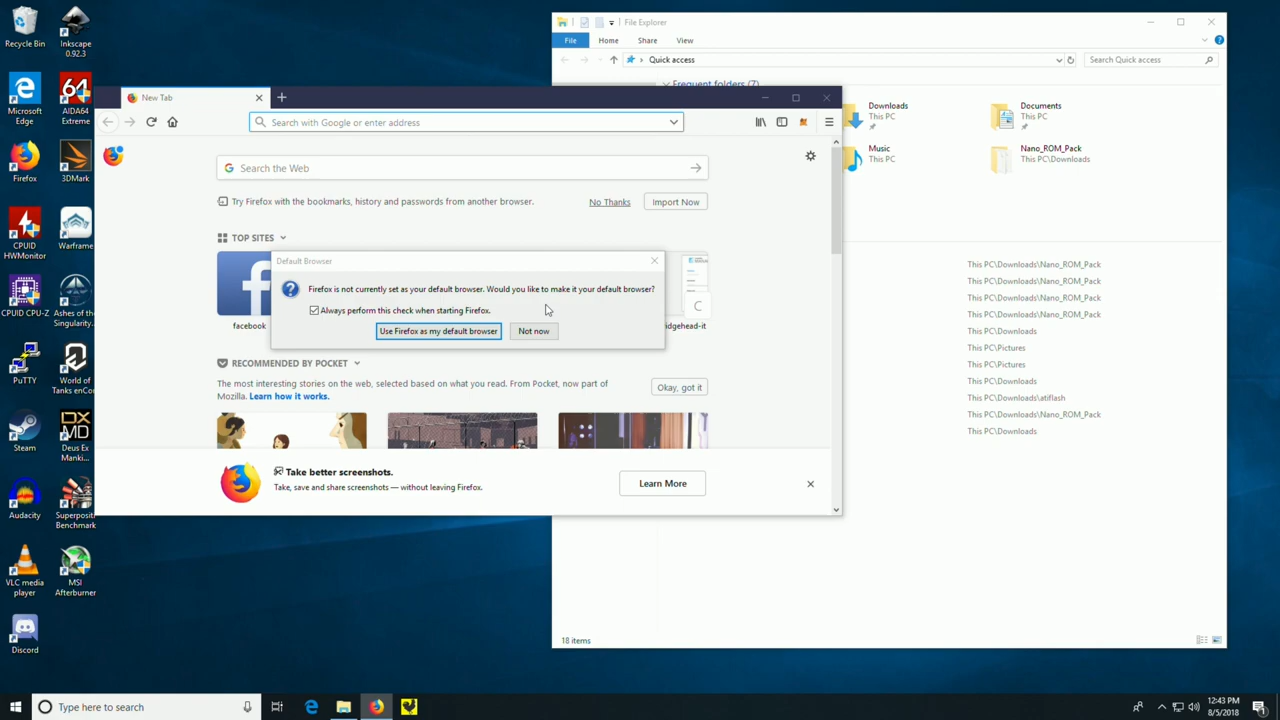 Recycle Bin
Inkscape
0.92.3
Microsoft
Edge
64
AIDA64
Extreme
Firefox
3DMark
CPUID
HWMonitor
Warframe
CPUID CPU-Z
Ashes of the
Singularity.
PuTTY
World of
Tanks enCo...
Steam
DX
MD
Deus Ex
Manki...
Audacity
Superpositi...
Benchmark
VLC media
player
MSI
Afterburner
Discord
File Explorer
File
Home
Share
View
Quick access
Search Quick access
Frequent folders (7)
Downloads
This PC
Documents
This PC
Music
This PC
Nano_ROM_Pack
This PC\Downloads
This PC\Downloads\Nano_ROM_Pack
This PC\Downloads\Nano_ROM_Pack
This PC\Downloads\Nano_ROM_Pack
This PC\Downloads\Nano_ROM_Pack
This PC\Downloads
This PC\Pictures
This PC\Pictures
This PC\Downloads
This PC\Downloads\atiflash
This PC\Downloads\Nano_ROM_Pack
This PC\Downloads
18 items
New Tab
Search with Google or enter address
Search the Web
Try Firefox with the bookmarks, history and passwords from another browser.
No Thanks
Import Now
TOP SITES
Default Browser
Firefox is not currently set as your default browser. Would you like to make it your default browser?
Always perform this check when starting Firefox.
Use Firefox as my default browser
Not now
C
facebook
idgehead-it
RECOMMENDED BY POCKET
The most interesting stories on the web, selected based on what you read. From Pocket, now part of
Mozilla. Learn how it works.
Okay, got it
Take better screenshots.
Take, save and share screenshots — without leaving Firefox.
Learn More
Type here to search
12:43 PM
8/5/2018
1